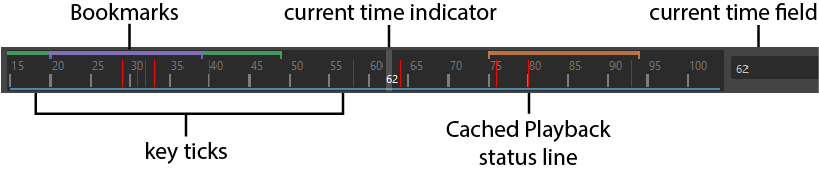 Bookmarks
current time indicator
current time field
15 20 25 30 35 40 45 50 55 60 65 70 75 80 85 90 95 100
62
62
key ticks
Cached Playback
status line